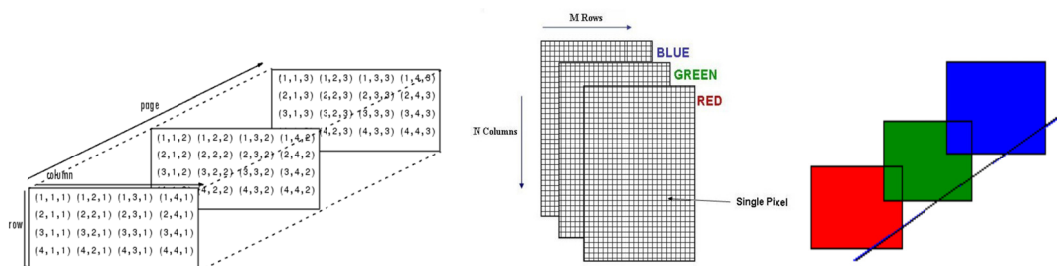 page
column
row
(1,1,3) (1,2,3) (1,3,3) (1,4,3)
(2,1,3) (2,2,3) (2,3,3) (2,4,3)
(3,1,3) (3,2,3) (3,3,3) (3,4,3)
(4,2,3) (4,3,3) (4,4,3)
(1,1,2) (1,2,2) (1,3,2) (1,4,2)
(2,1,2) (2,2,2) (2,3,2) (2,4,2)
(3,1,2) (3,2,2) (3,3,2) (3,4,2)
(4,2,2) (4,3,2) (4,4,2)
(1,1,1) (1,2,1) (1,3,1) (1,4,1)
(2,1,1) (2,2,1) (2,3,1) (2,4,1)
(3,1,1) (3,2,1) (3,3,1) (3,4,1)
(4,1,1) (4,2,1) (4,3,1) (4,4,1)
M Rows
BLUE
GREEN
RED
N Columns
Single Pixel